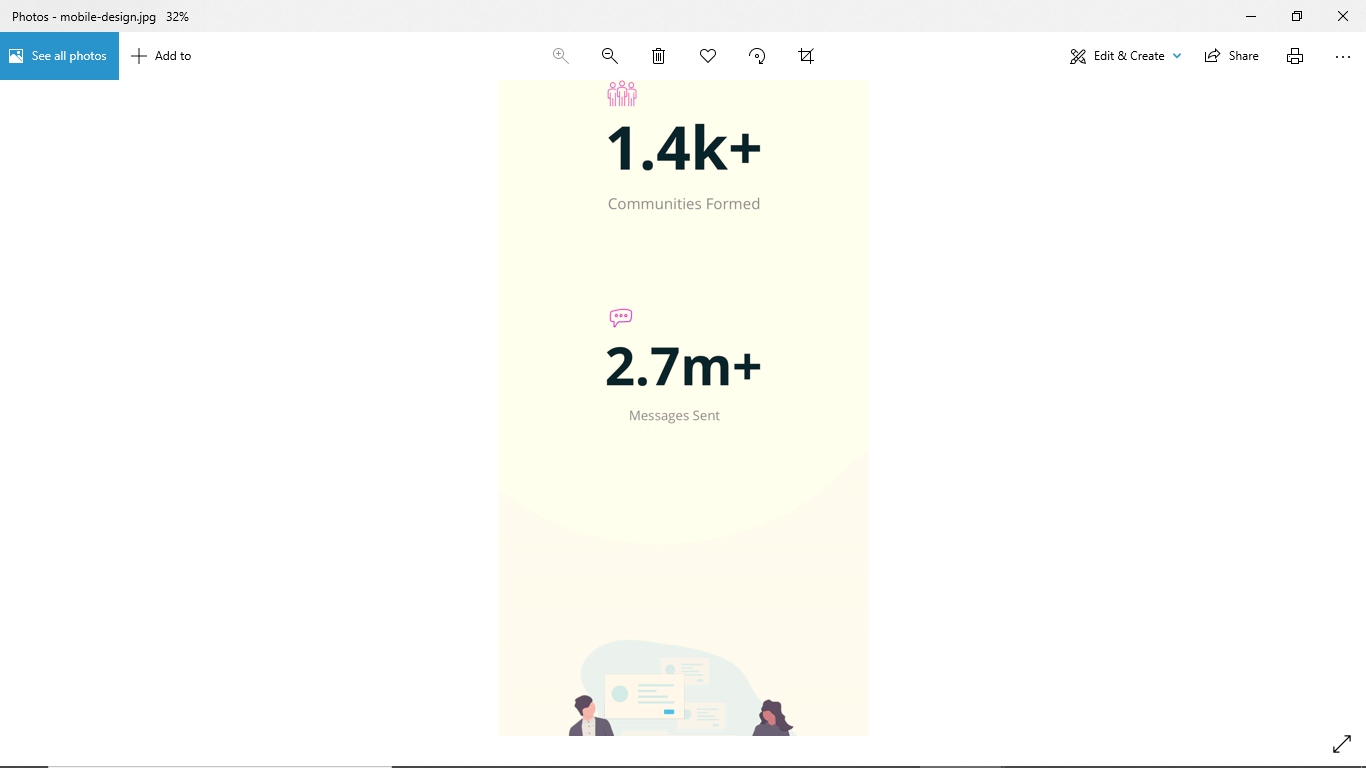 Photos - mobile-design.jpg 32%
See all photos
Add to
Edit & Create
Share
1.4k+
Communities Formed
2.7m+
Messages Sent